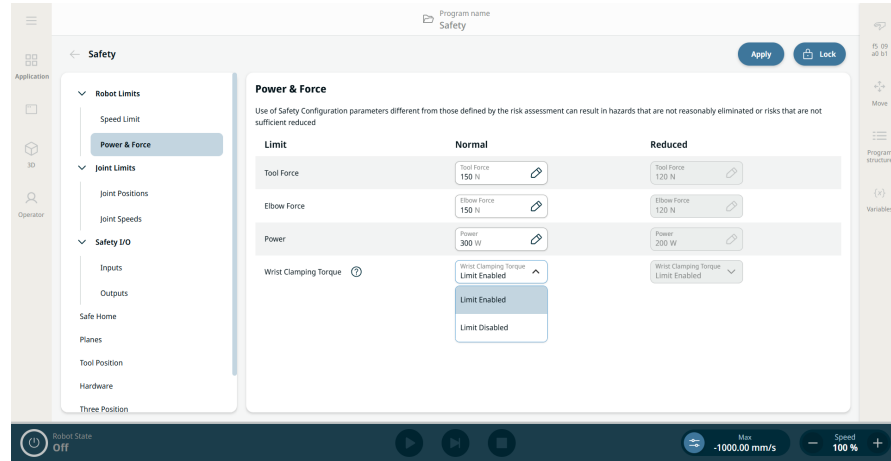 Program name
Safety
Safety
Apply
Lock
f5 09
a0 b1
Application
3D
Operator
Move
Program
structure
Variables
Robot Limits
Speed Limit
Power & Force
Joint Limits
Joint Positions
Joint Speeds
Safety I/O
Inputs
Outputs
Safe Home
Planes
Tool Position
Hardware
Three Position
Power & Force
Use of Safety Configuration parameters different from those defined by the risk assessment can result in hazards that are not reasonably eliminated or risks that are not
sufficient reduced
Limit Normal Reduced
Tool Force
Tool Force
150 N
Tool Force
120 N
Elbow Force
Elbow Force
150 N
Elbow Force
120 N
Power
Power
300 W
Power
200 W
Wrist Clamping Torque ?
Wrist Clamping Torque
Limit Enabled
Wrist Clamping Torque
Limit Enabled
Limit Enabled
Limit Disabled
Robot State
Off
Max
-1000.00 mm/s
Speed
100 %
{x}